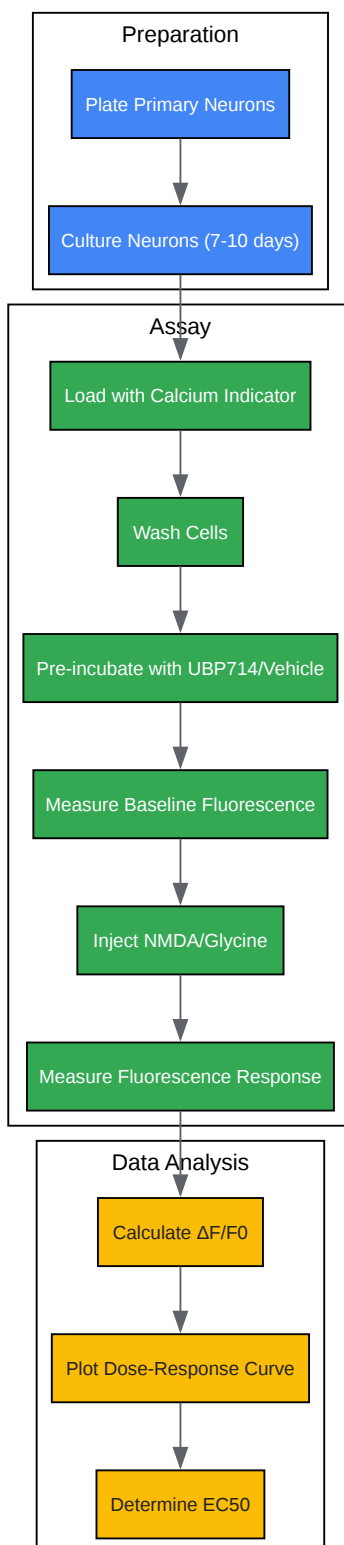 Preparation
Plate Primary Neurons
Culture Neurons (7-10 days)
Assay
Load with Calcium Indicator
Wash Cells
Pre-incubate with UBP714/Vehicle
Measure Baseline Fluorescence
Inject NMDA/Glycine
Measure Fluorescence Response
Data Analysis
Calculate ΔF/F0
Plot Dose-Response Curve
Determine EC50